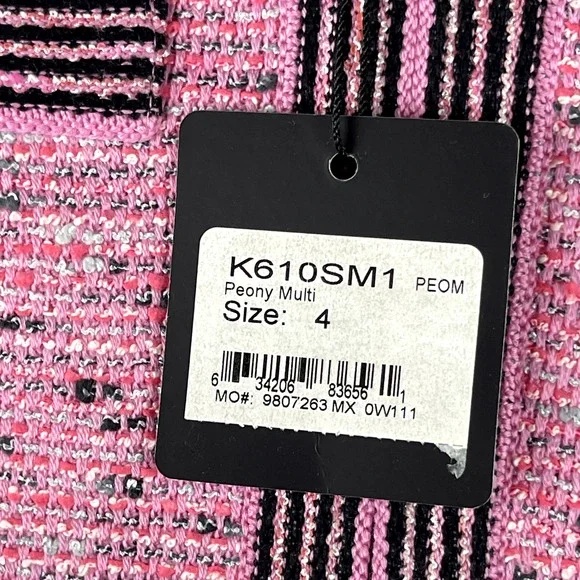 K610SM1 PEOM
Peony Multi
Size: 4
6 34206 83656 1
MO#: 9807263 MX 0W111